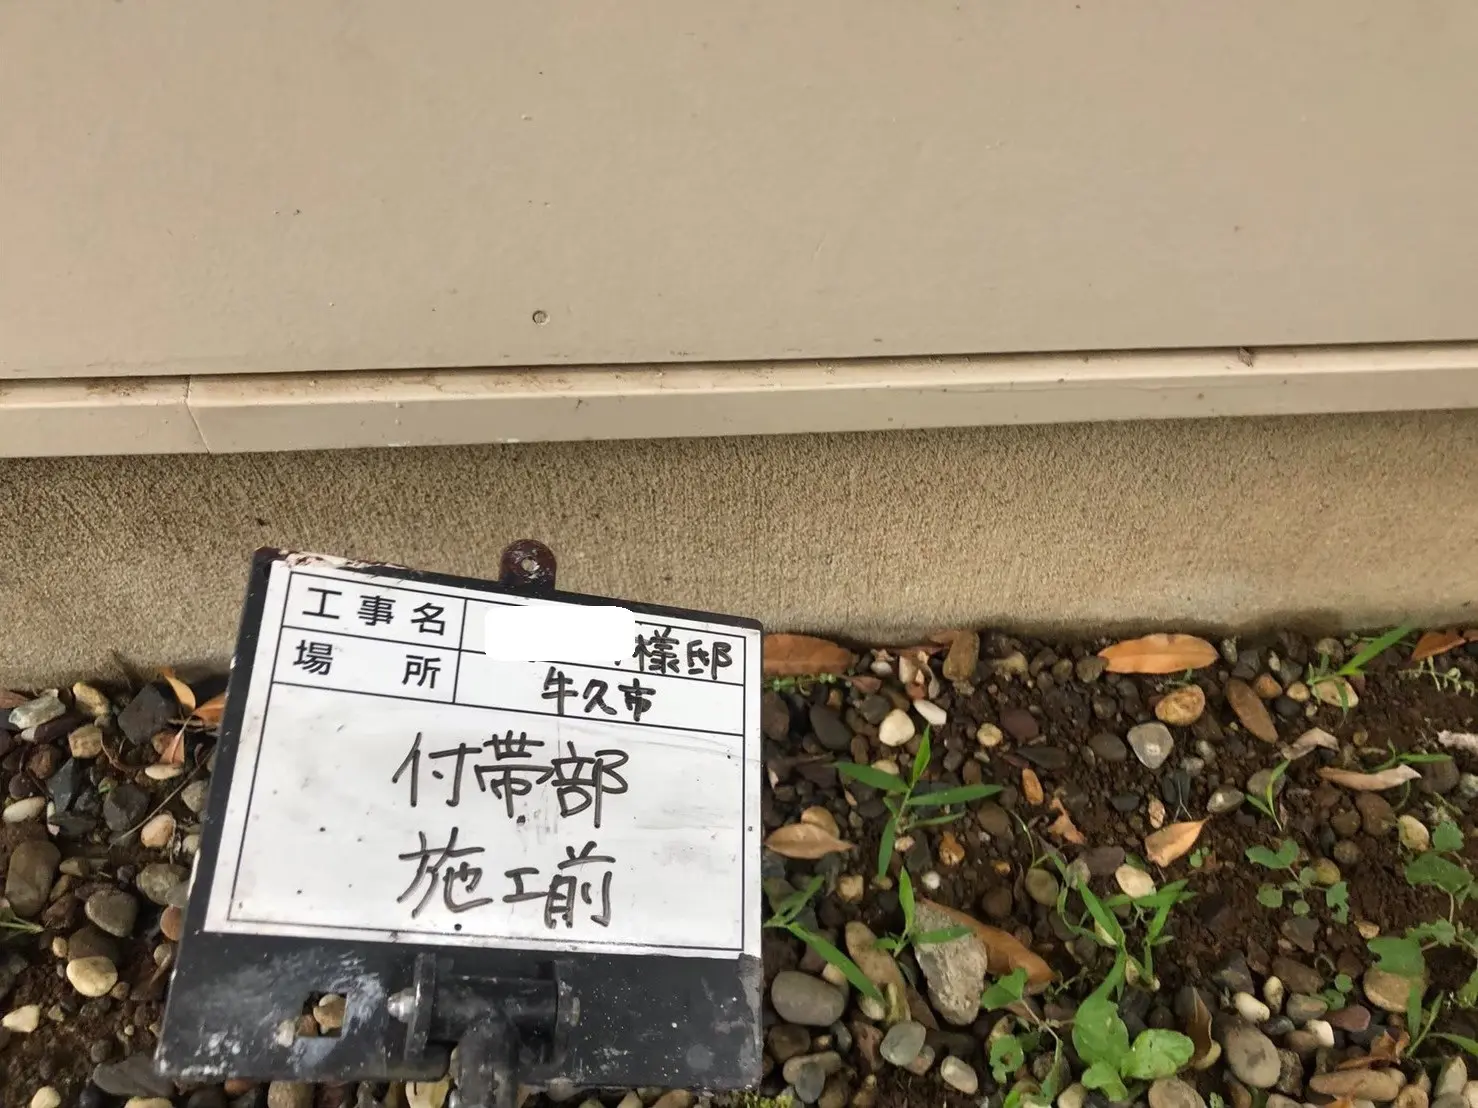 工事名 様邸
場所 牛久市
付帯部
施工前